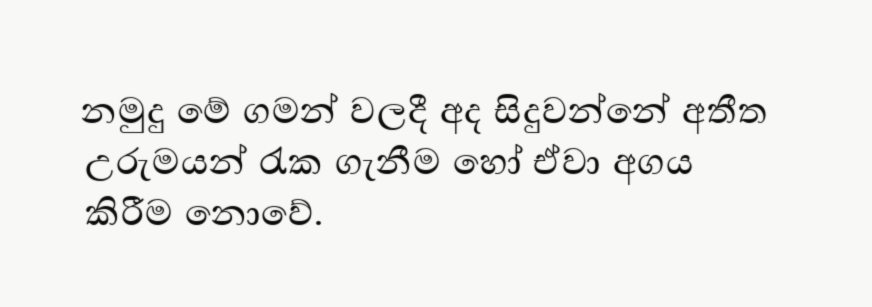 නමුදු මේ ගමන් වලදී අද සිදුවන්නේ අතීත
උරුමයන් රැක ගැනීම හෝ ඒවා අගය
කිරීම නොවේ.